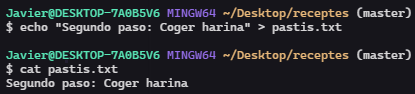 Javier@DESKTOP-7A0B5V6 MINGW64 ~/Desktop/receptes (master)
$ echo "Segundo paso: Coger harina" > pastis.txt
Javier@DESKTOP-7A0B5V6 MINGW64 ~/Desktop/receptes (master)
$ cat pastis.txt
Segundo paso: Coger harina